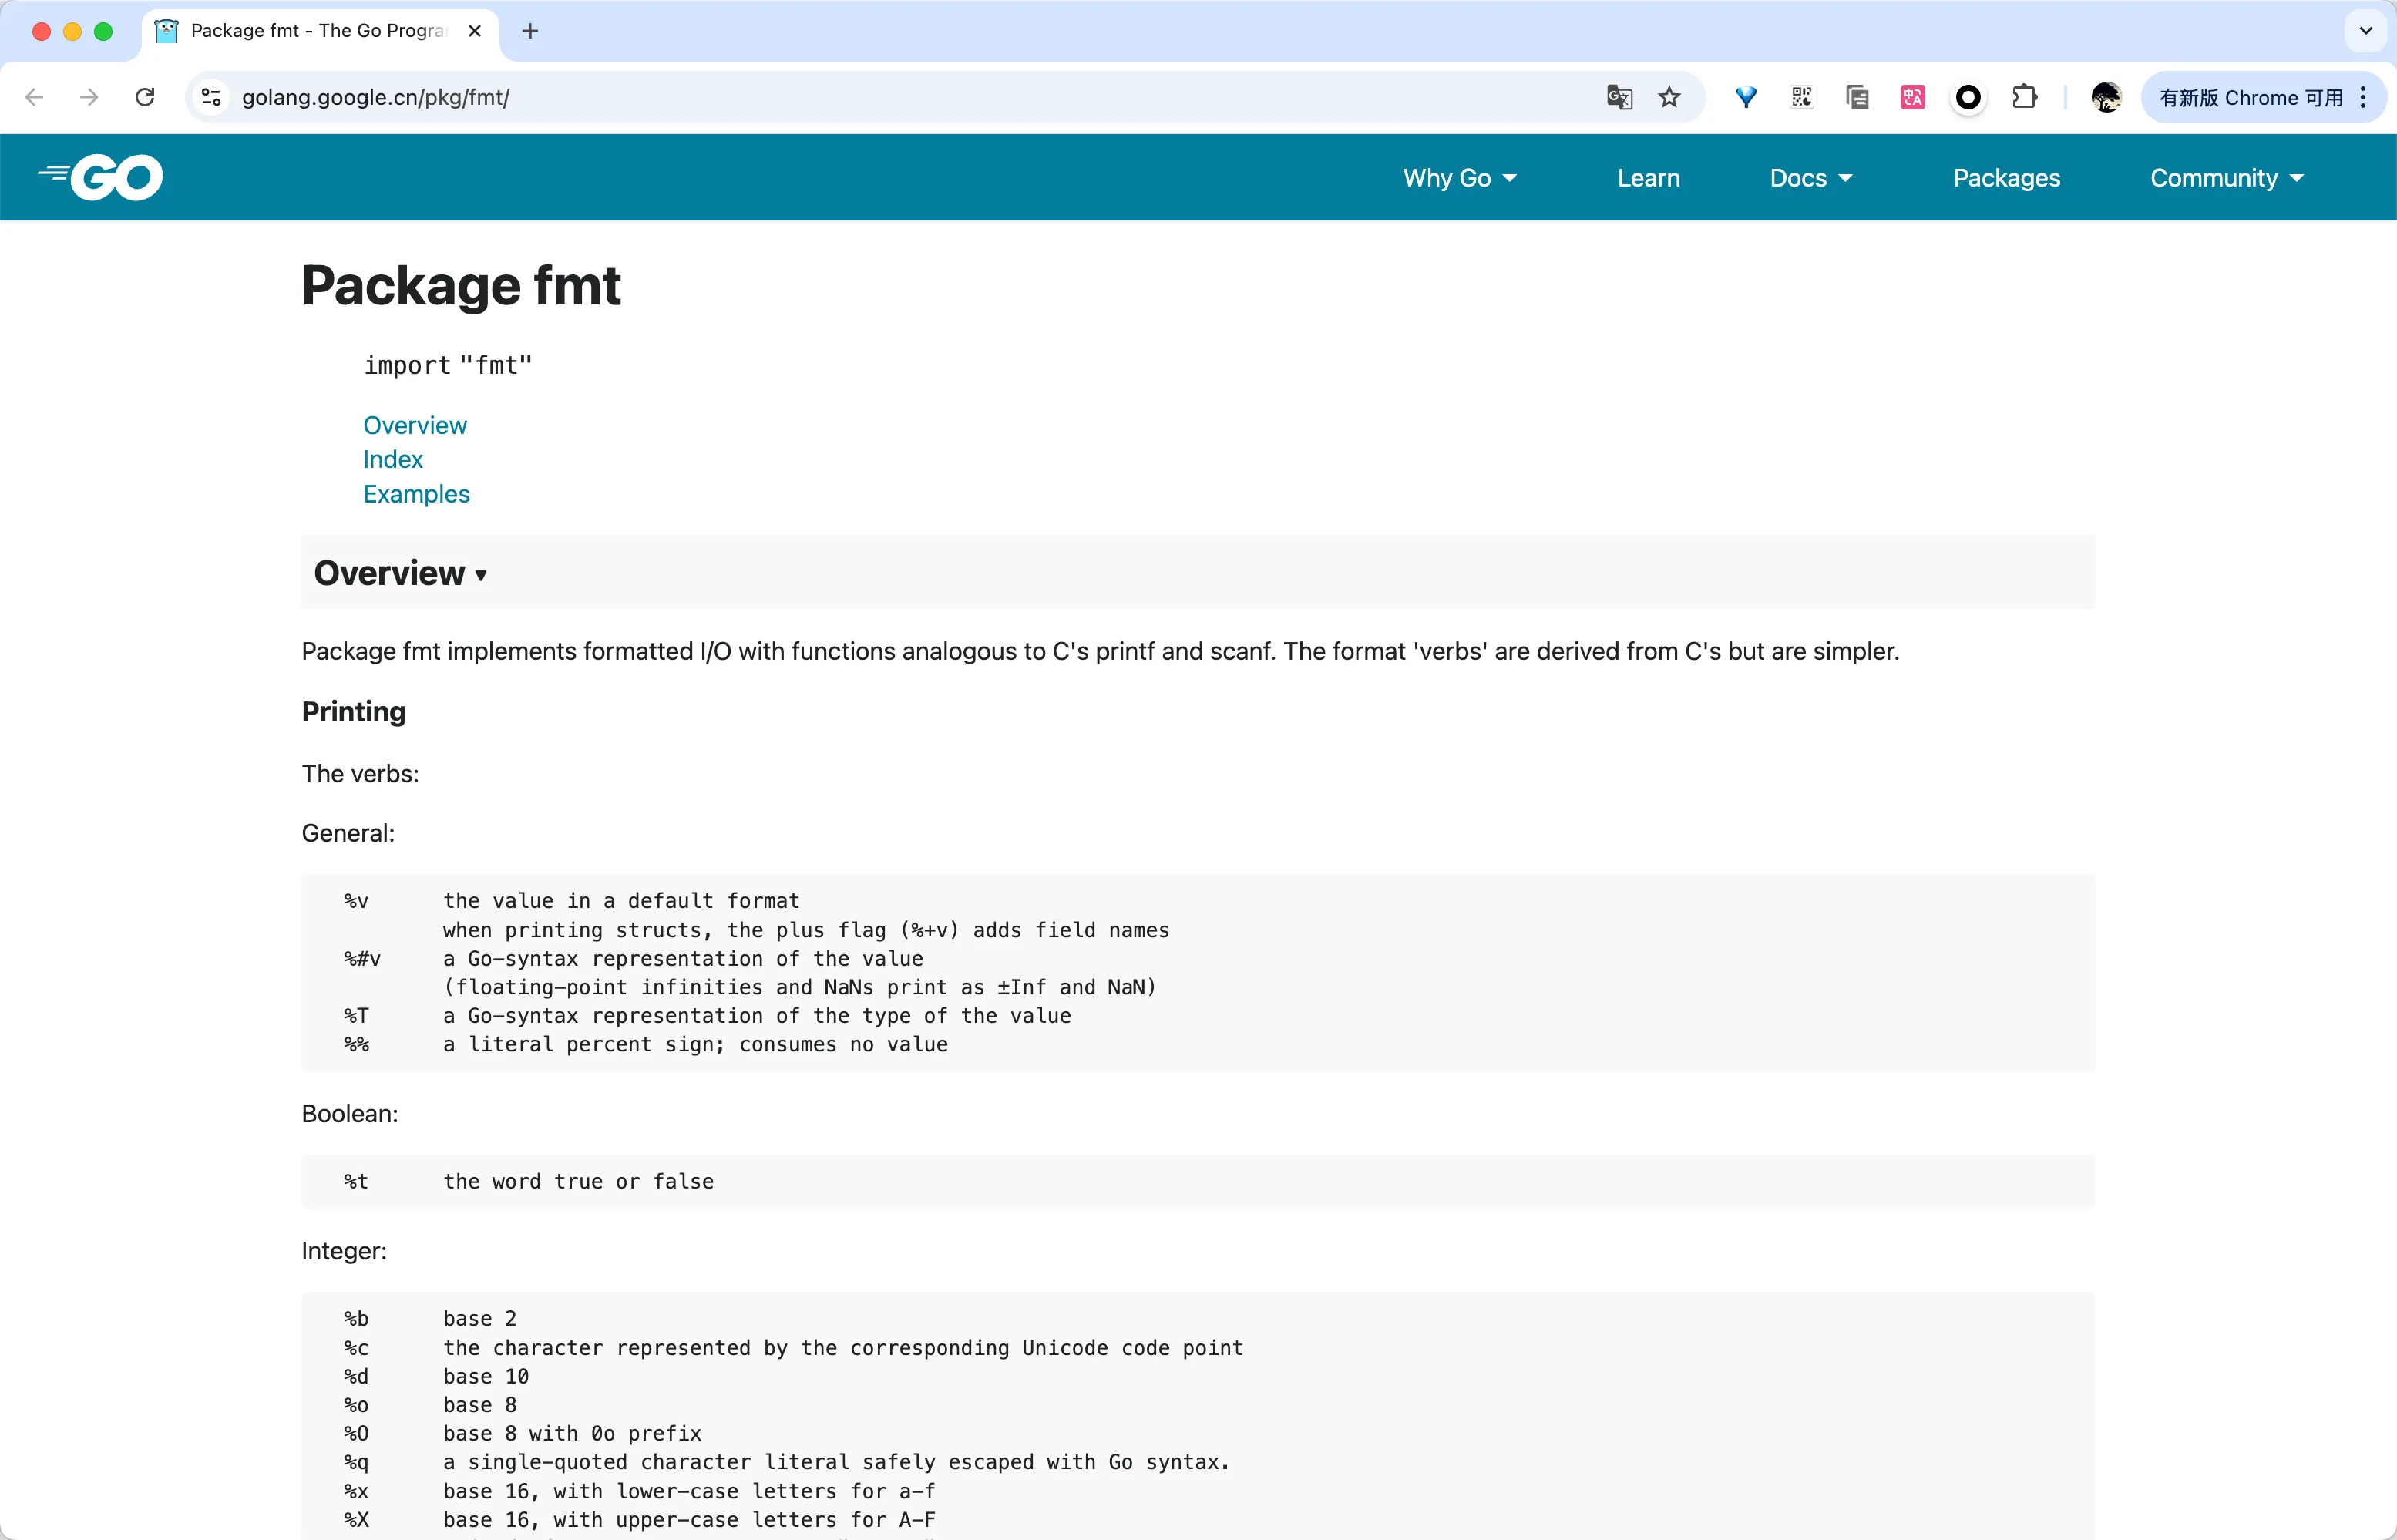 Package fmt - The Go Progra
golang.google.cn/pkg/fmt/
有新版 Chrome 可用
GO
Why Go
Learn
Docs
Packages
Community
Package fmt
import "fmt"
Overview
Index
Examples
Overview ▾
Package fmt implements formatted I/O with functions analogous to C's printf and scanf. The format 'verbs' are derived from C's but are simpler.
Printing
The verbs:
General:
%v the value in a default format
when printing structs, the plus flag (%+v) adds field names
%#v a Go-syntax representation of the value
(floating-point infinities and NaNs print as ±Inf and NaN)
%T a Go-syntax representation of the type of the value
%% a literal percent sign; consumes no value
Boolean:
%t the word true or false
Integer:
%b base 2
%c the character represented by the corresponding Unicode code point
%d base 10
%o base 8
%O base 8 with 0o prefix
%q a single-quoted character literal safely escaped with Go syntax.
%x base 16, with lower-case letters for a-f
%X base 16, with upper-case letters for A-F